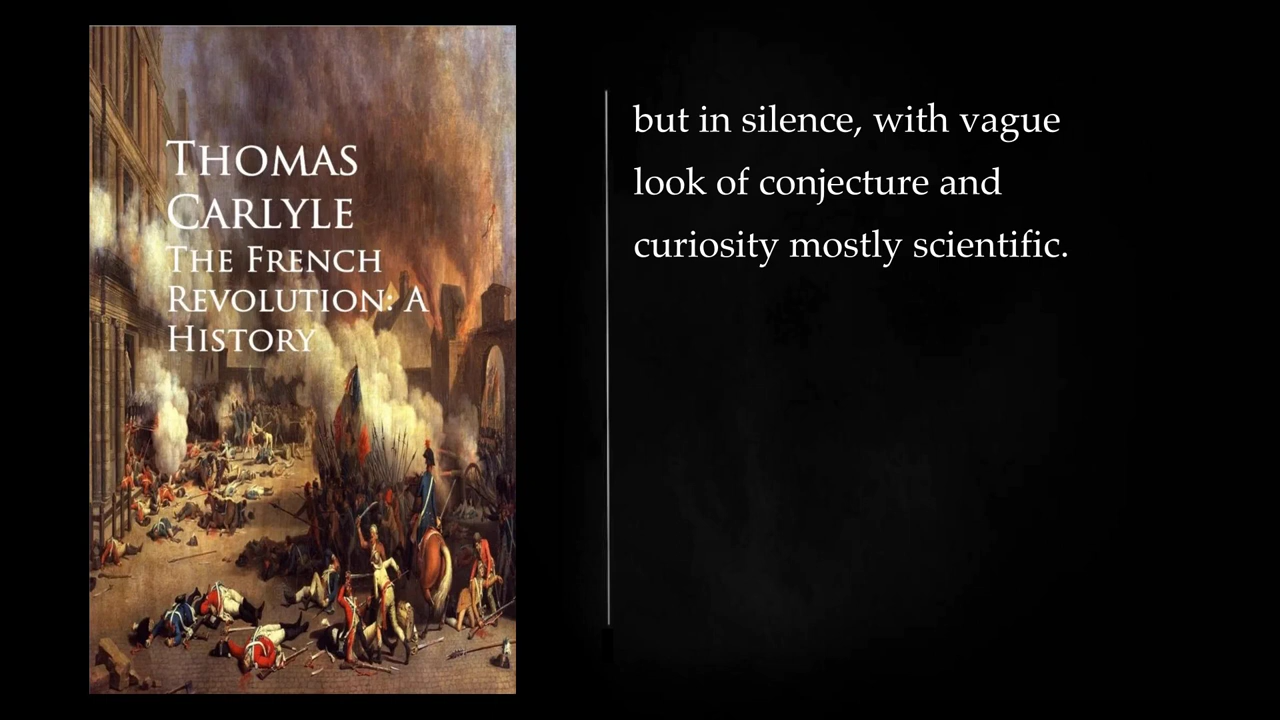 THOMAS
CARLYLE
THE FRENCH
REVOLUTION: A
HISTORY
but in silence, with vague
look of conjecture and
curiosity mostly scientific.